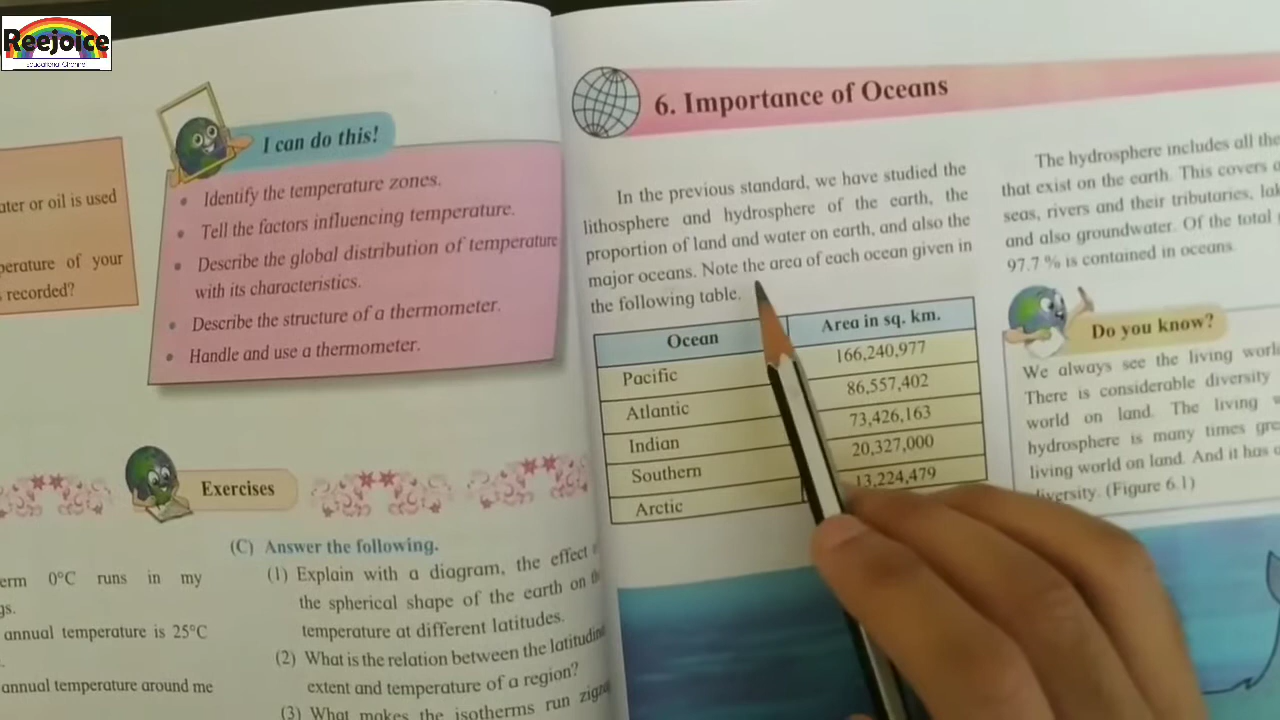 Reejoice
Educational Channel
ater or oil is used
perature of your
s recorded?
I can do this!
• Identify the temperature zones.
• Tell the factors influencing temperature.
• Describe the global distribution of temperature
with its characteristics.
• Describe the structure of a thermometer.
• Handle and use a thermometer.
Exercises
erm 0°C runs in my
gs.
annual temperature is 25°C
annual temperature around me
(C) Answer the following.
(1) Explain with a diagram, the effect
the spherical shape of the earth on
temperature at different latitudes.
(2) What is the relation between the latitudin
extent and temperature of a region?
(3) What makes the isotherms run zigza
6. Importance of Oceans
In the previous standard, we have studied the
lithosphere and hydrosphere of the earth, the
proportion of land and water on earth, and also the
major oceans. Note the area of each ocean given in
the following table.
Ocean Area in sq. km.
Pacific 166,240,977
Atlantic 86,557,402
Indian 73,426,163
Southern 20,327,000
Arctic 13,224,479
The hydrosphere includes all the
that exist on the earth. This covers a
seas, rivers and their tributaries, lak
and also groundwater. Of the total
97.7 % is contained in oceans.
Do you know?
We always see the living worl
There is considerable diversity
world on land. The living w
hydrosphere is many times gre
living world on land. And it has a
diversity. (Figure 6.1)